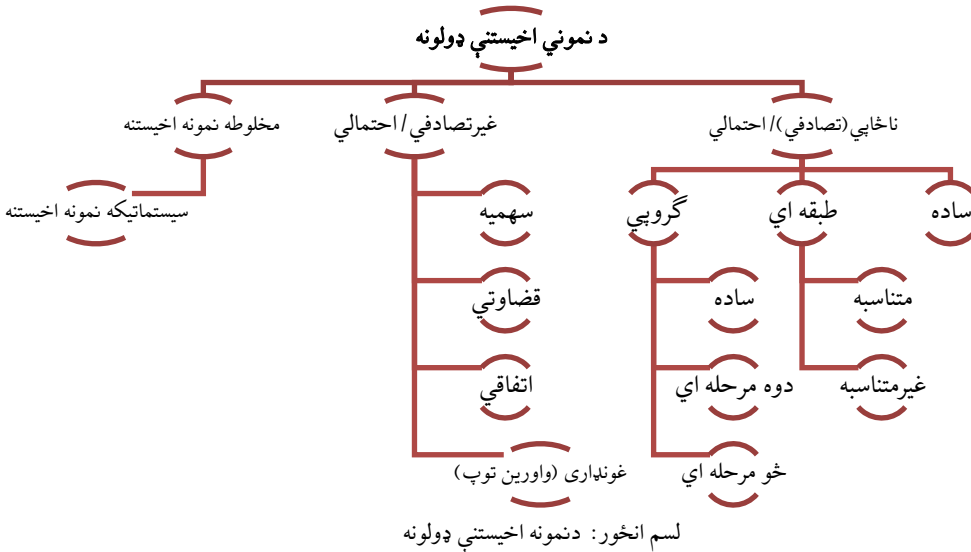 د نموني اخيستنې ډولونه
ناڅاپي(تصادفي)/ احتمالي
غيرتصادفي/ احتمالي
مخلوطه نمونه اخيستنه
ساده
طبقه اي
گروپي
سهميه
سيستماتيکه نمونه اخيستنه
متناسبه
ساده
قضاوتي
غيرمتناسبه
دوه مرحله اي
اتفاقي
څو مرحله اي
غونډاری (واورين توپ)
لسم انځور: دنمونه اخيستنې ډولونه